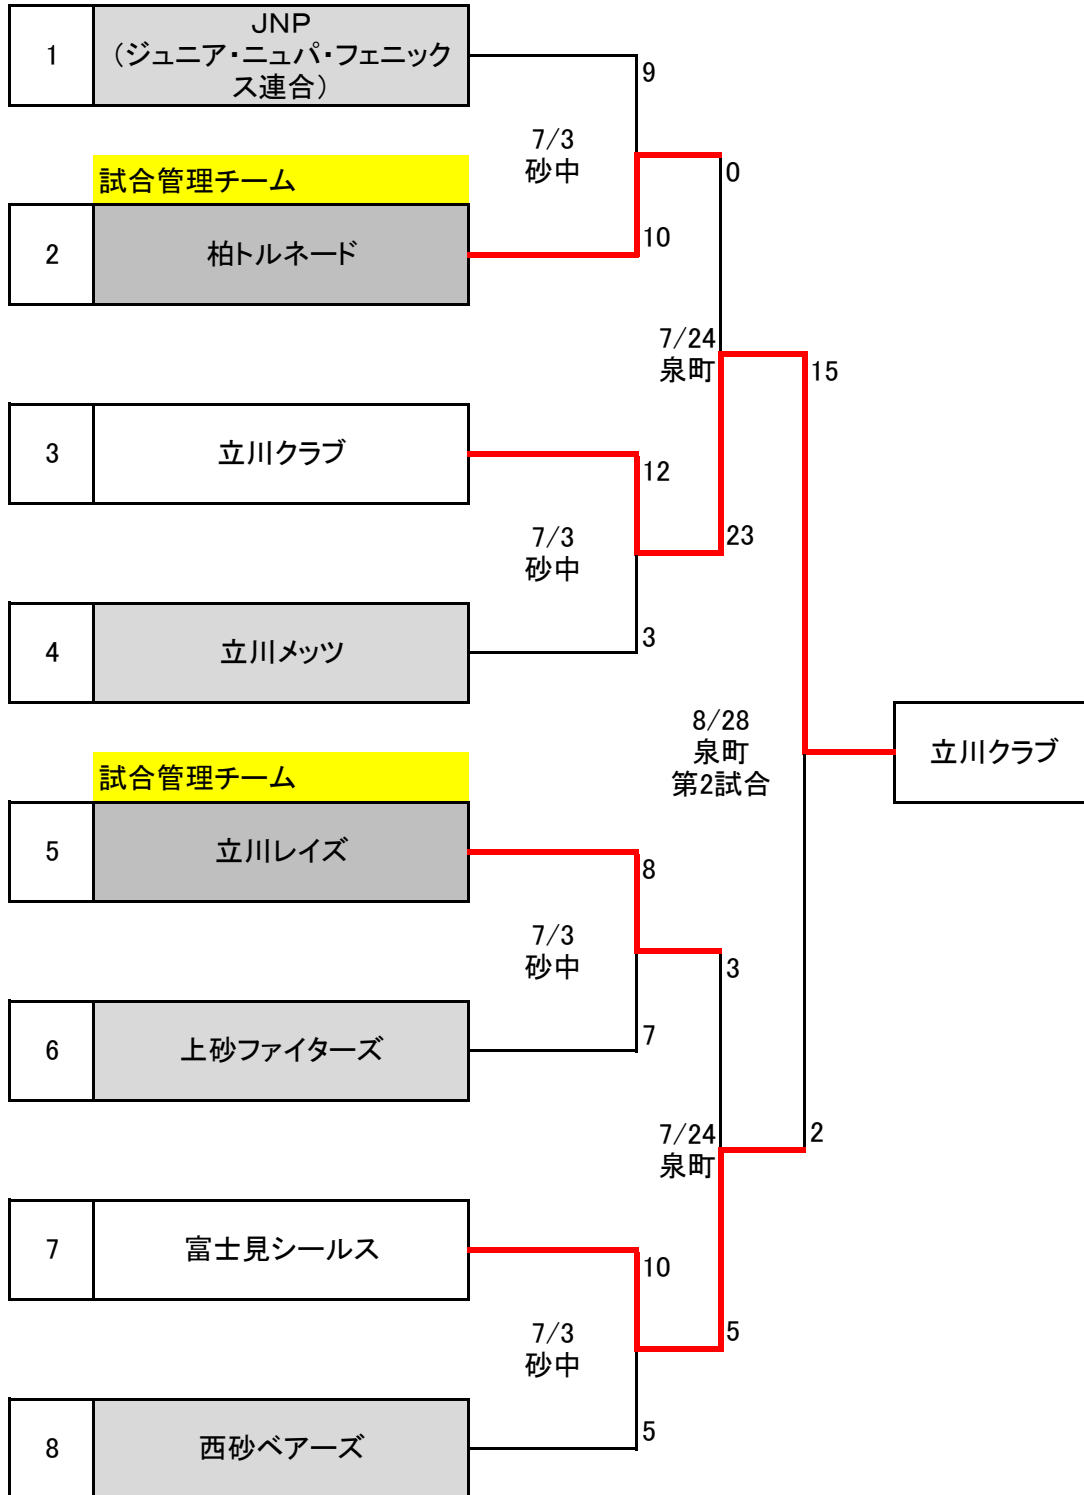 1
JNP
（ジュニア・ニュパ・フェニック
ス連合）
9
7/3
砂中
0
試合管理チーム
2
柏トルネード
10
7/24
泉町
15
3
立川クラブ
12
7/3
砂中
23
4
立川メッツ
3
8/28
泉町
第2試合
立川クラブ
試合管理チーム
5
立川レイズ
8
7/3
砂中
3
6
上砂ファイターズ
7
7/24
泉町
2
7
富士見シールス
10
7/3
砂中
5
8
西砂ベアーズ
5